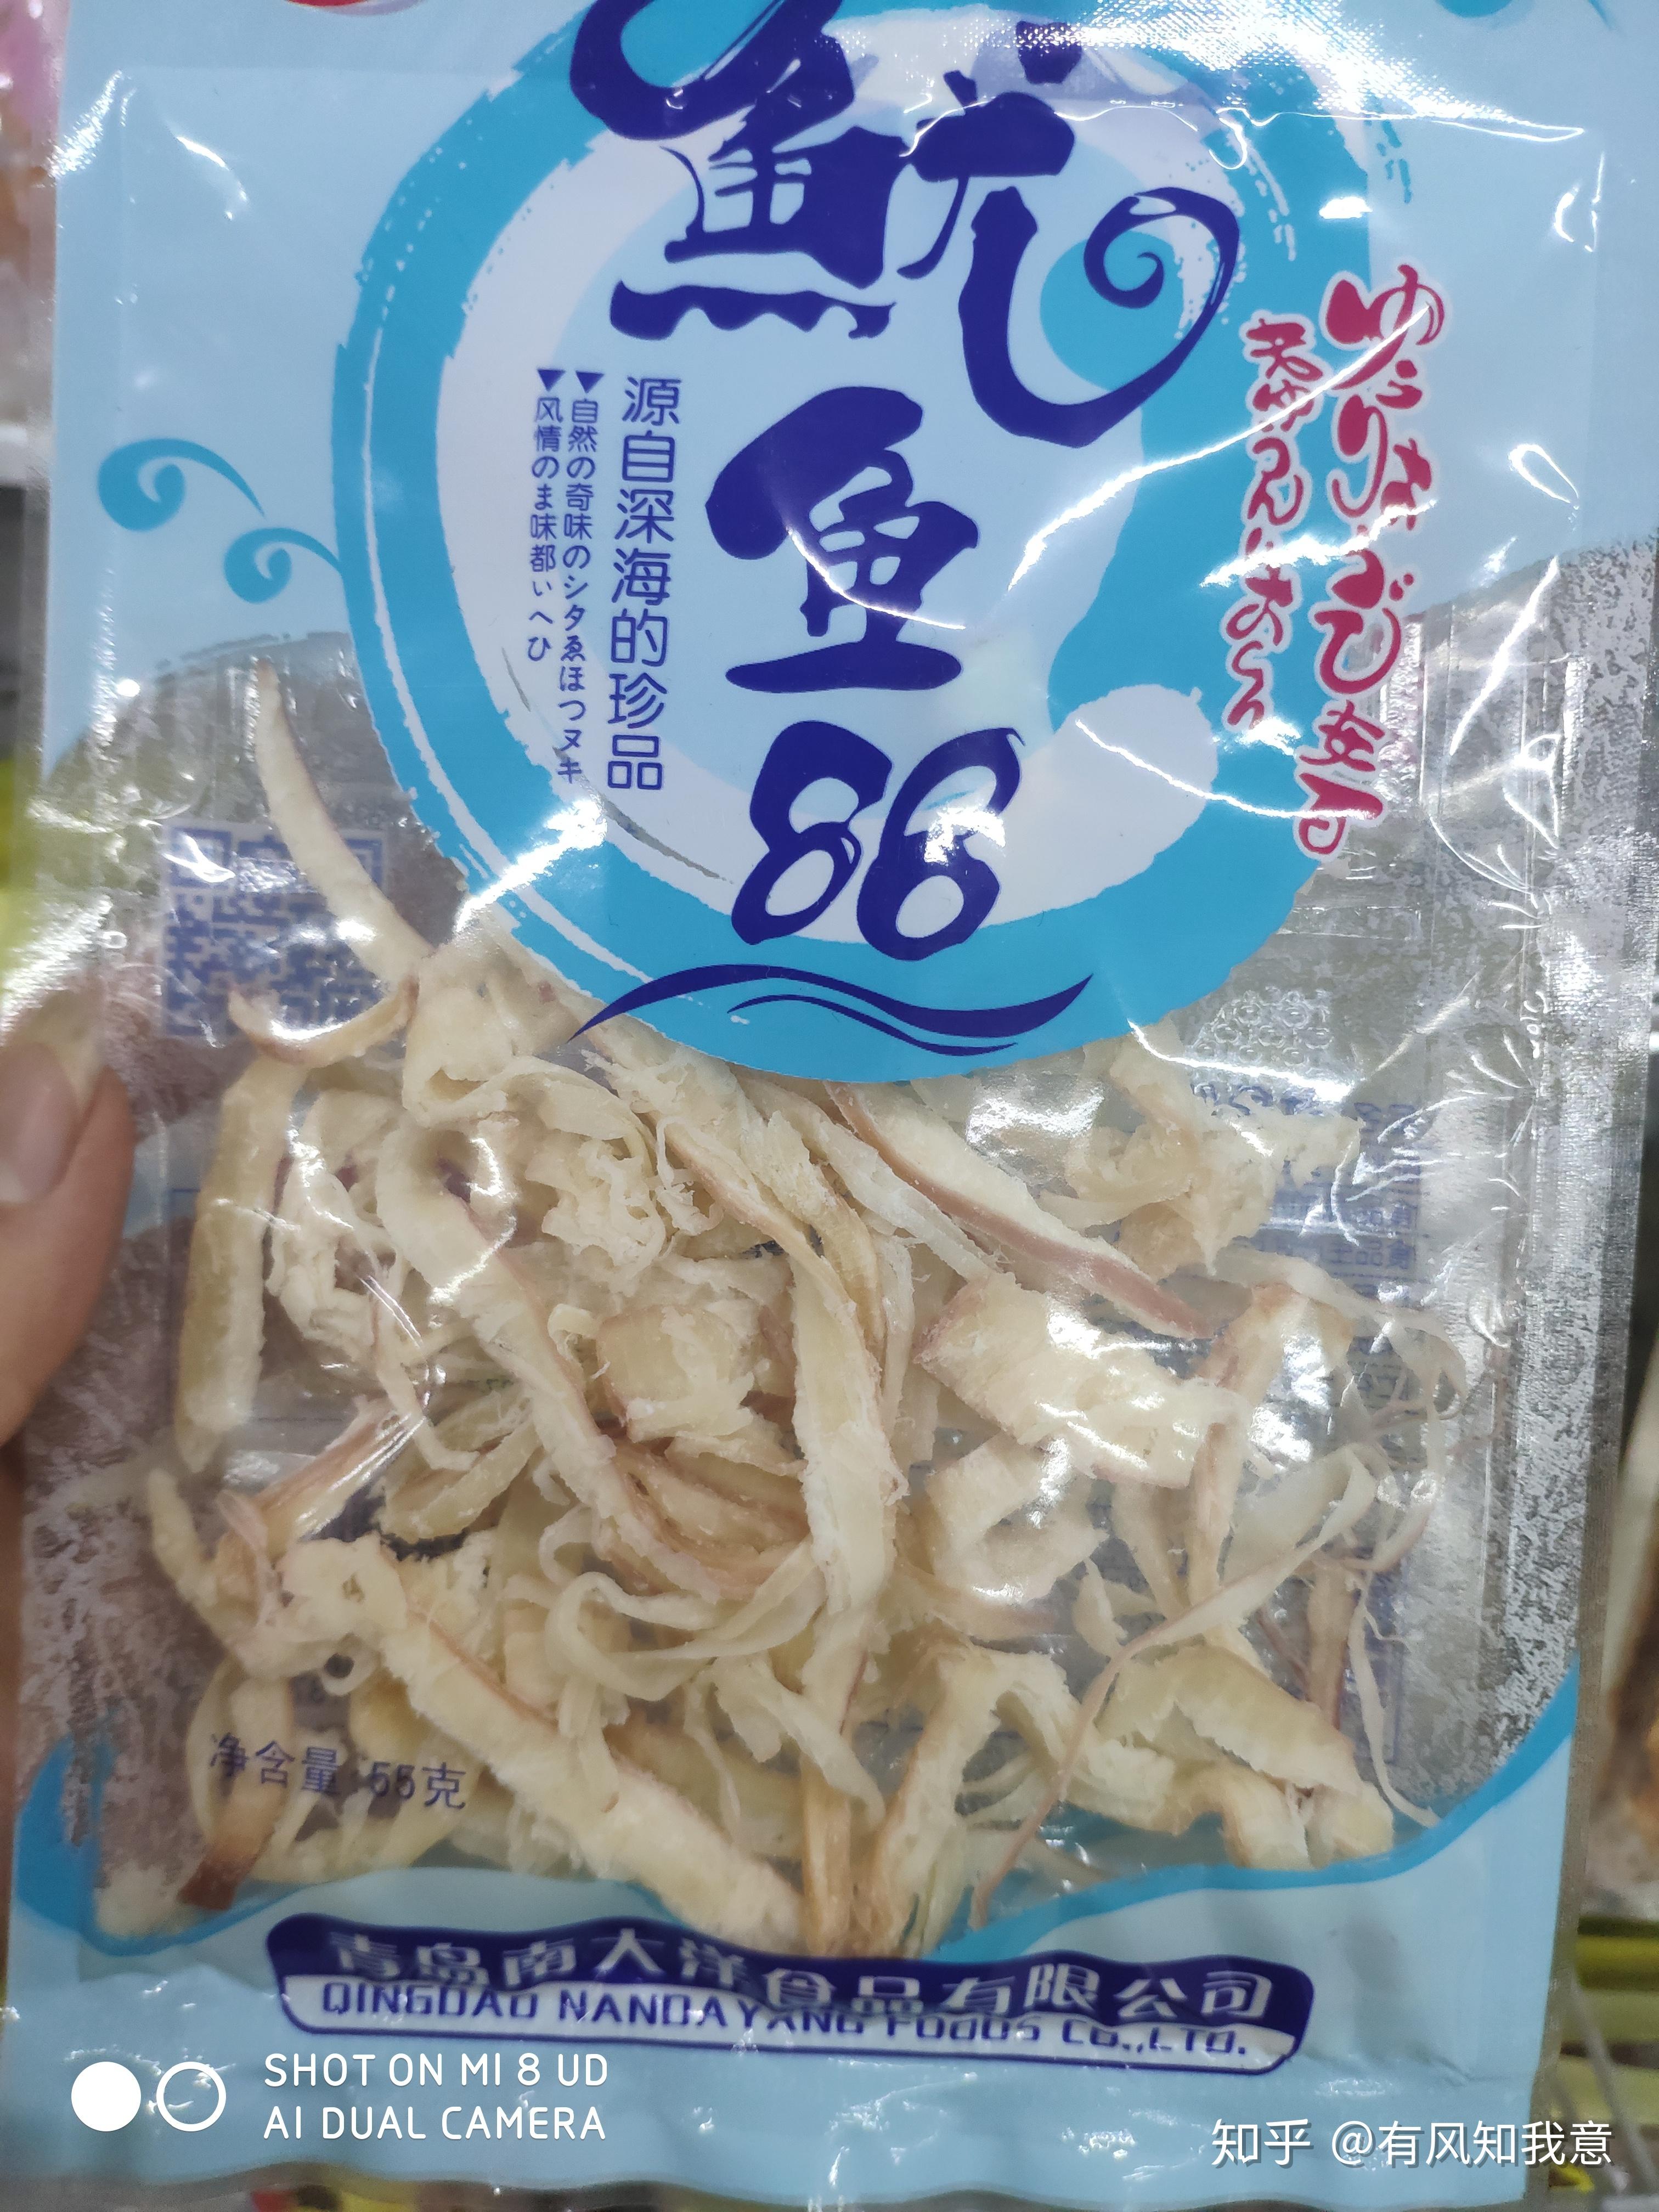 鱿
鱼
86
源自深海的珍品
▼自然の奇味のシタゑほつヌキ
▼风情のま味都ぃへひ
净含量:55克
青岛南大洋食品有限公司
QINGDAO NANDAYANG FOODS CO.,LTD.
SHOT ON MI 8 UD
AI DUAL CAMERA
知乎 @有风知我意